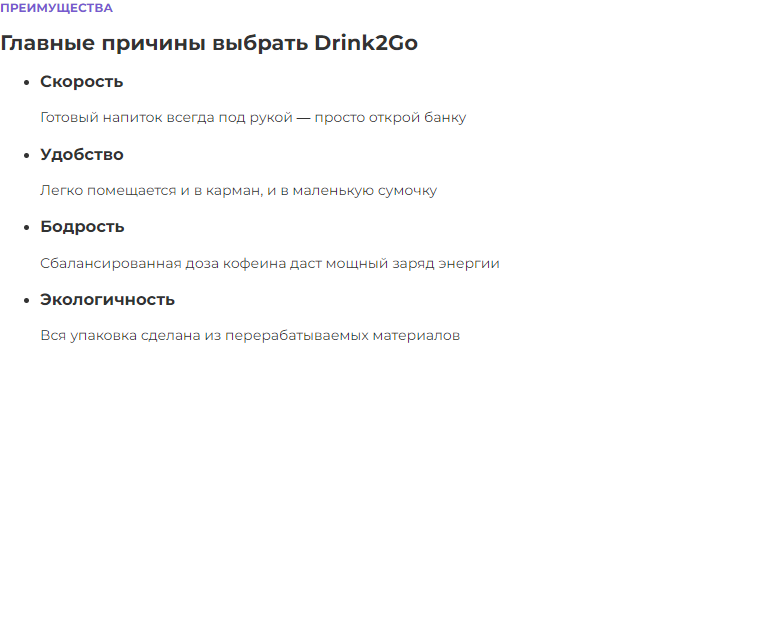 ПРЕИМУЩЕСТВА
Главные причины выбрать Drink2Go
Скорость
Готовый напиток всегда под рукой — просто открой банку
Удобство
Легко помещается и в карман, и в маленькую сумочку
Бодрость
Сбалансированная доза кофеина даст мощный заряд энергии
Экологичность
Вся упаковка сделана из перерабатываемых материалов